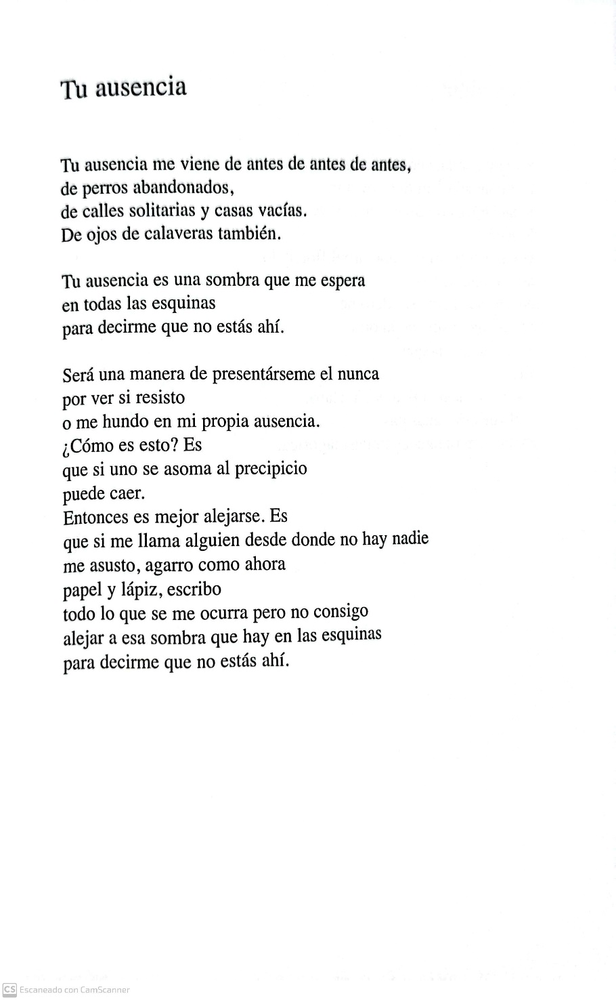 Tu ausencia
Tu ausencia me viene de antes de antes de antes,
de perros abandonados,
de calles solitarias y casas vacías.
De ojos de calaveras también.
Tu ausencia es una sombra que me espera
en todas las esquinas
para decirme que no estás ahí.
Será una manera de presentárseme el nunca
por ver si resisto
o me hundo en mi propia ausencia.
¿Cómo es esto? Es
que si uno se asoma al precipicio
puede caer.
Entonces es mejor alejarse. Es
que si me llama alguien desde donde no hay nadie
me asusto, agarro como ahora
papel y lápiz, escribo
todo lo que se me ocurra pero no consigo
alejar a esa sombra que hay en las esquinas
para decirme que no estás ahí.
CS Escaneado con CamScanner